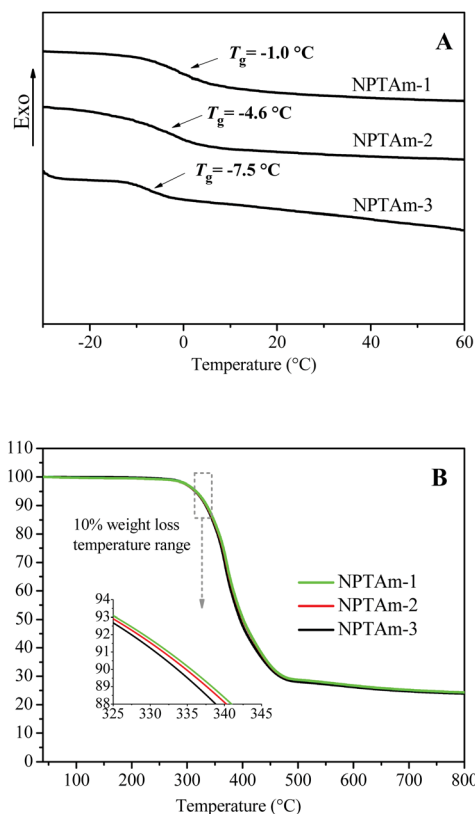 A
T_g= -1.0 °C
NPTAm-1
Exo
T_g= -4.6 °C
NPTAm-2
T_g= -7.5 °C
NPTAm-3
-20 0 20 40 60
Temperature (°C)
110
B
100
90
80
10% weight loss
temperature range
70
NPTAm-1
60
NPTAm-2
NPTAm-3
50
40
30
20
10
0
94
93
92
91
90
89
88
325 330 335 340 345
100 200 300 400 500 600 700 800
Temperature (°C)